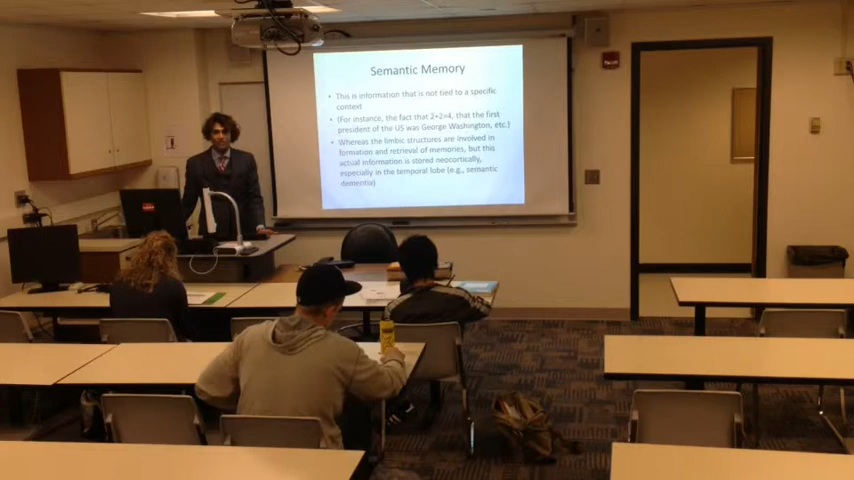 Semantic Memory
• This is information that is not tied to a specific
context
• (For instance, the fact that 2+2=4, that the first
president of the US was George Washington, etc.)
• Whereas the limbic structures are involved in
formation and retrieval of memories, but this
actual information is stored neocortically,
especially in the temporal lobe (e.g., semantic
dementia)